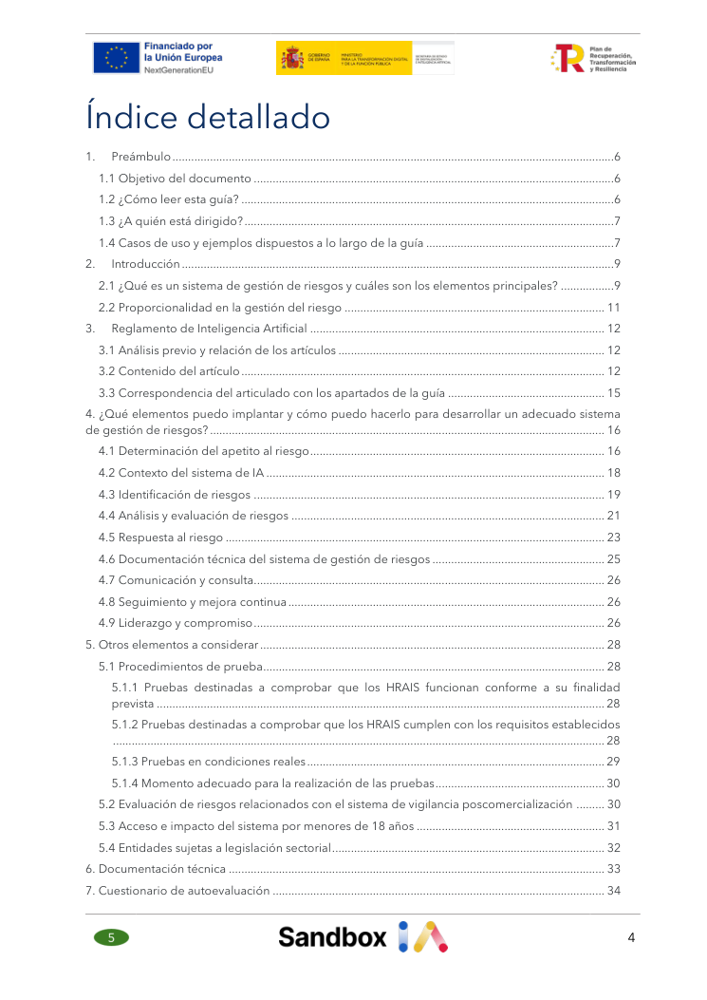 Financiado por
la Unión Europea
NextGenerationEU
GOBIERNO
DE ESPAÑA
MINISTERIO
PARA LA TRANSFORMACIÓN DIGITAL
Y DE LA FUNCIÓN PÚBLICA
SECRETARÍA DE ESTADO
DE DIGITALIZACIÓN
E INTELIGENCIA ARTIFICIAL
Plan de
Recuperación,
Transformación
y Resiliencia
Índice detallado
1. Preámbulo ........ 6
1.1 Objetivo del documento ........ 6
1.2 ¿Cómo leer esta guía? ........ 6
1.3 ¿A quién está dirigido? ........ 7
1.4 Casos de uso y ejemplos dispuestos a lo largo de la guía ........ 7
2. Introducción ........ 9
2.1 ¿Qué es un sistema de gestión de riesgos y cuáles son los elementos principales? ........ 9
2.2 Proporcionalidad en la gestión del riesgo ........ 11
3. Reglamento de Inteligencia Artificial ........ 12
3.1 Análisis previo y relación de los artículos ........ 12
3.2 Contenido del artículo ........ 12
3.3 Correspondencia del articulado con los apartados de la guía ........ 15
4. ¿Qué elementos puedo implantar y cómo puedo hacerlo para desarrollar un adecuado sistema
de gestión de riesgos? ........ 16
4.1 Determinación del apetito al riesgo ........ 16
4.2 Contexto del sistema de IA ........ 18
4.3 Identificación de riesgos ........ 19
4.4 Análisis y evaluación de riesgos ........ 21
4.5 Respuesta al riesgo ........ 23
4.6 Documentación técnica del sistema de gestión de riesgos ........ 25
4.7 Comunicación y consulta ........ 26
4.8 Seguimiento y mejora continua ........ 26
4.9 Liderazgo y compromiso ........ 26
5. Otros elementos a considerar ........ 28
5.1 Procedimientos de prueba ........ 28
5.1.1 Pruebas destinadas a comprobar que los HRAIS funcionan conforme a su finalidad
prevista ........ 28
5.1.2 Pruebas destinadas a comprobar que los HRAIS cumplen con los requisitos establecidos
........ 28
5.1.3 Pruebas en condiciones reales ........ 29
5.1.4 Momento adecuado para la realización de las pruebas ........ 30
5.2 Evaluación de riesgos relacionados con el sistema de vigilancia poscomercialización ........ 30
5.3 Acceso e impacto del sistema por menores de 18 años ........ 31
5.4 Entidades sujetas a legislación sectorial ........ 32
6. Documentación técnica ........ 33
7. Cuestionario de autoevaluación ........ 34
5
Sandbox
4